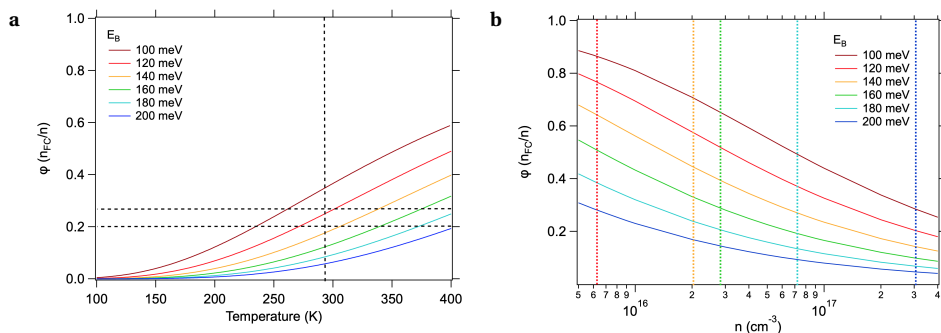 a
φ (nFC/n)
1.0
0.8
0.6
0.4
0.2
0.0
EB
100 meV
120 meV
140 meV
160 meV
180 meV
200 meV
100 150 200 250 300 350 400
Temperature (K)
b
φ (nFC/n)
1.0
0.8
0.6
0.4
0.2
EB
100 meV
120 meV
140 meV
160 meV
180 meV
200 meV
5 6 7 8 9 10^16 2 3 4 5 6 7 8 9 10^17 2 3 4
n (cm^-3)